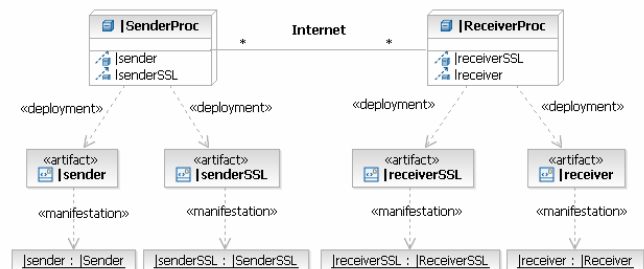 |SenderProc
Internet
|ReceiverProc
* *
|sender
|senderSSL
|receiverSSL
|receiver
«deployment»
«deployment»
«deployment»
«deployment»
«artifact»
|sender
«artifact»
|senderSSL
«artifact»
|receiverSSL
«artifact»
|receiver
«manifestation»
«manifestation»
«manifestation»
«manifestation»
|sender : |Sender
|senderSSL : |SenderSSL
|receiverSSL : |ReceiverSSL
|receiver : |Receiver